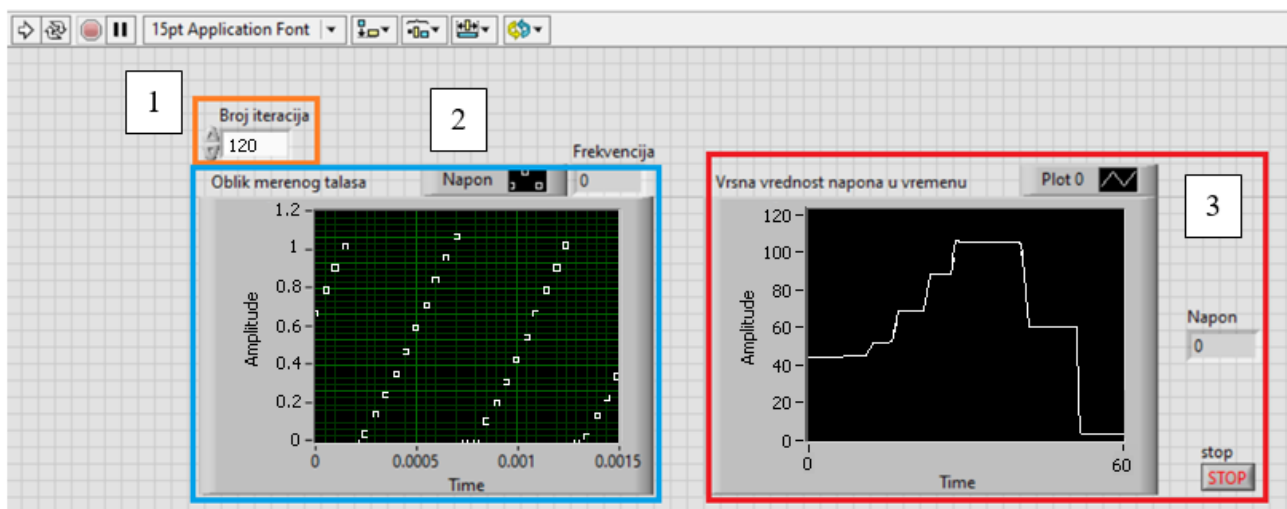 15pt Application Font
1
Broj iteracija
120
2
Frekvencija
0
Oblik merenog talasa
Napon
1.2
1
0.8
0.6
0.4
0.2
0
Amplitude
0
0.0005
0.001
0.0015
Time
Vrsna vrednost napona u vremenu
Plot 0
3
120
100
80
60
40
20
0
Amplitude
0
60
Time
Napon
0
stop
STOP